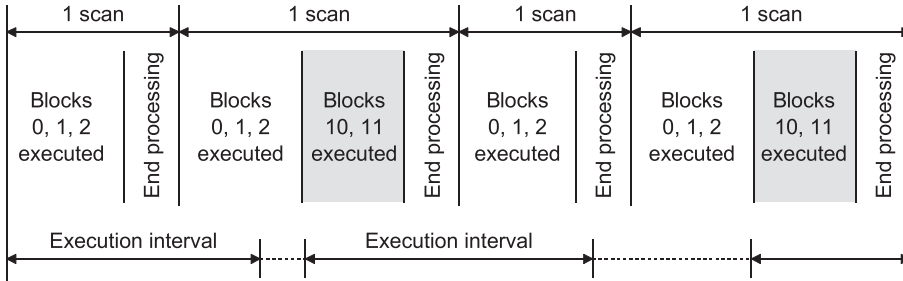 1 scan
1 scan
1 scan
1 scan
Blocks
0, 1, 2
executed
End processing
Blocks
0, 1, 2
executed
Blocks
10, 11
executed
End processing
Blocks
0, 1, 2
executed
End processing
Blocks
0, 1, 2
executed
Blocks
10, 11
executed
End processing
Execution interval
Execution interval